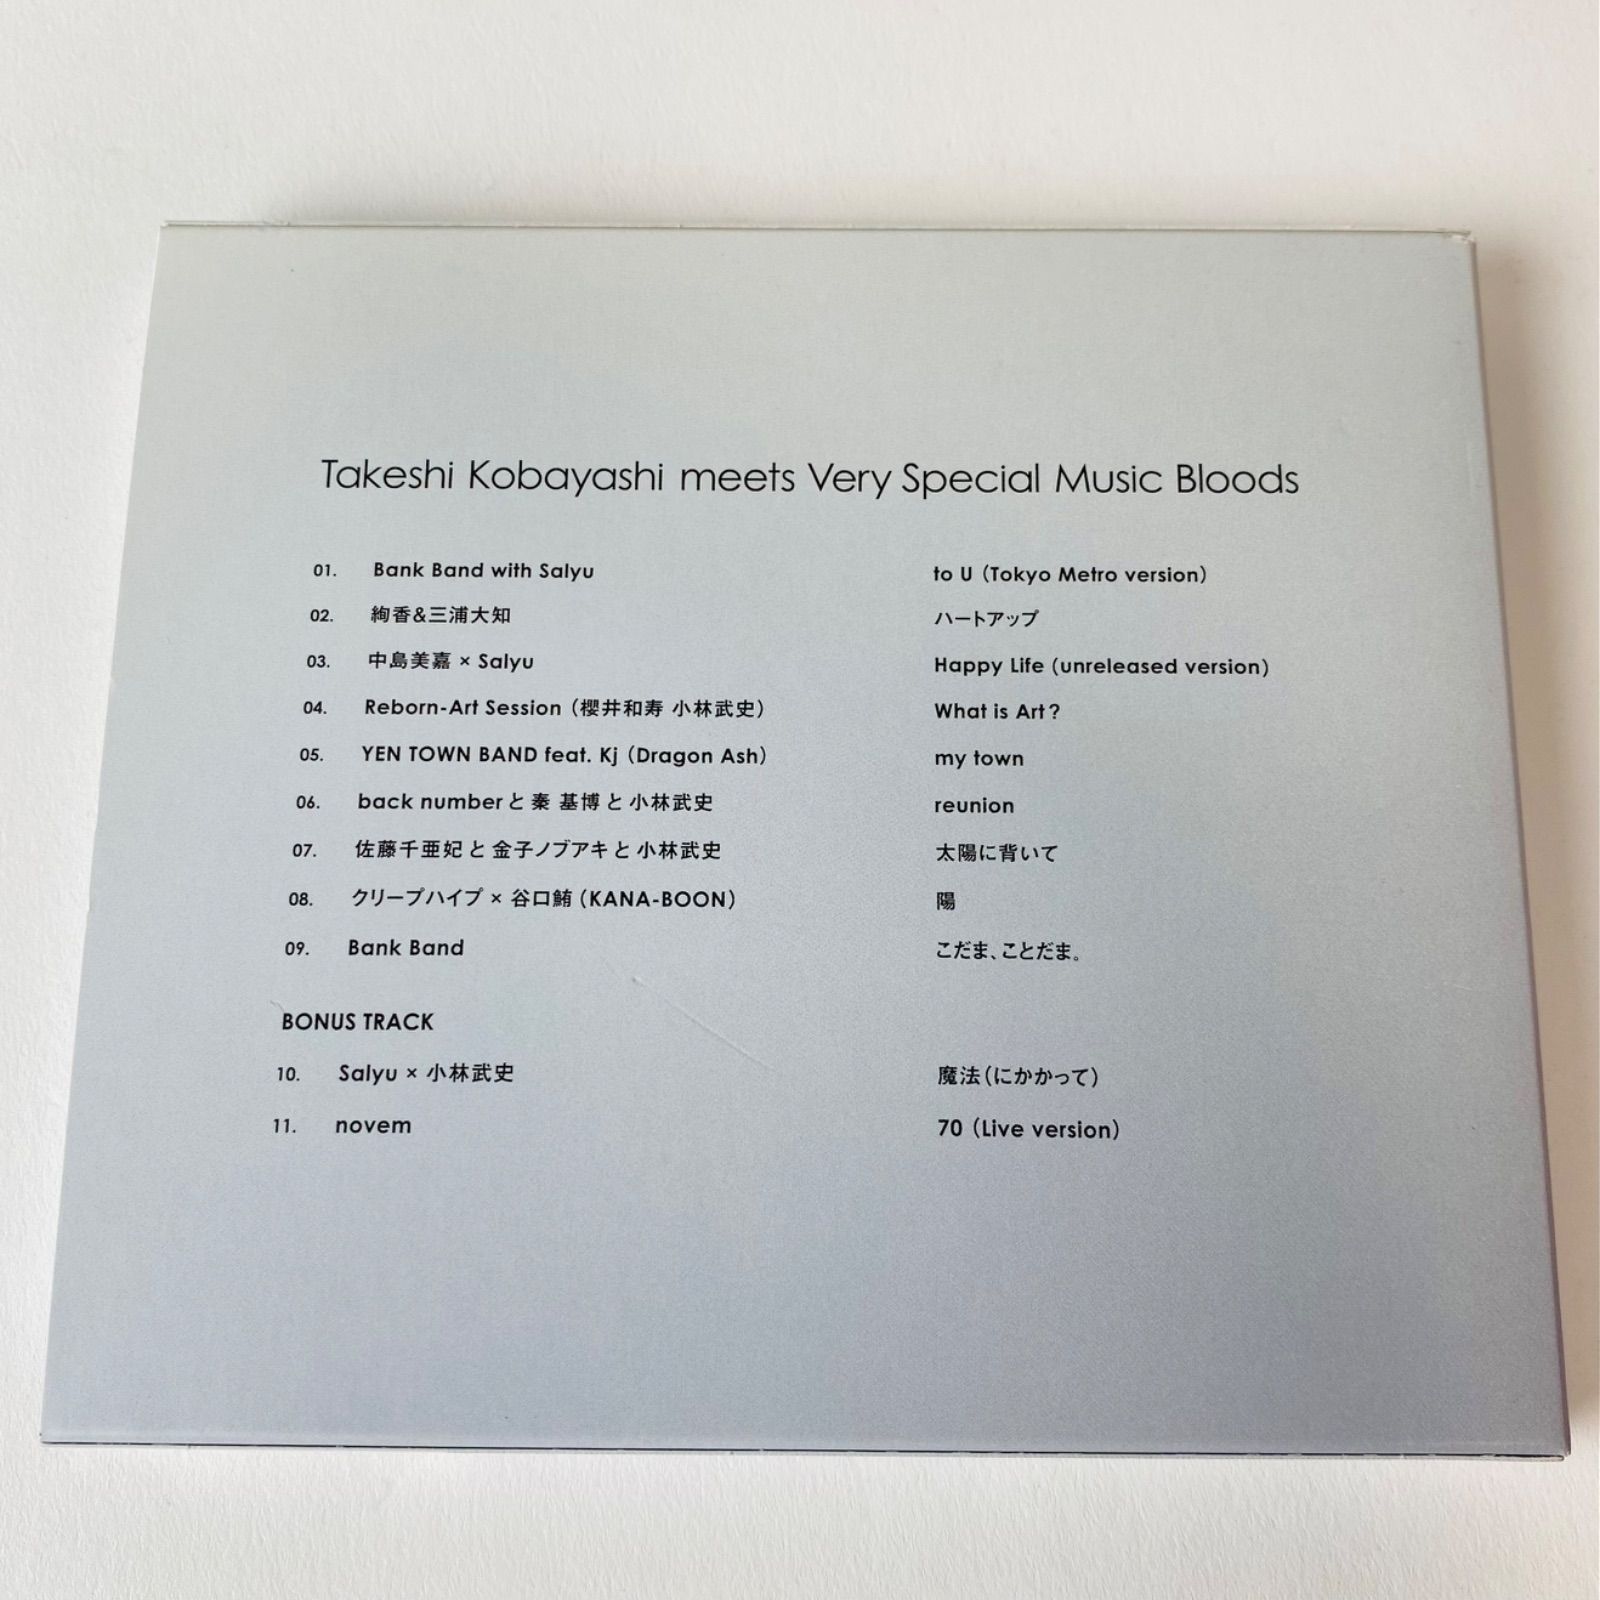 Takeshi Kobayashi meets Very Special Music Bloods
01. Bank Band with Salyu to U (Tokyo Metro version)
02. 絢香&三浦大知 ハートアップ
03. 中島美嘉 × Salyu Happy Life (unreleased version)
04. Reborn-Art Session (櫻井和寿 小林武史) What is Art?
05. YEN TOWN BAND feat. Kj (Dragon Ash) my town
06. back numberと秦 基博と小林武史 reunion
07. 佐藤千亜妃と金子ノブアキと小林武史 太陽に背いて
08. クリープハイプ × 谷口鮪 (KANA-BOON) 陽
09. Bank Band こだま、ことだま。
BONUS TRACK
10. Salyu × 小林武史 魔法(にかかって)
11. novem 70 (Live version)